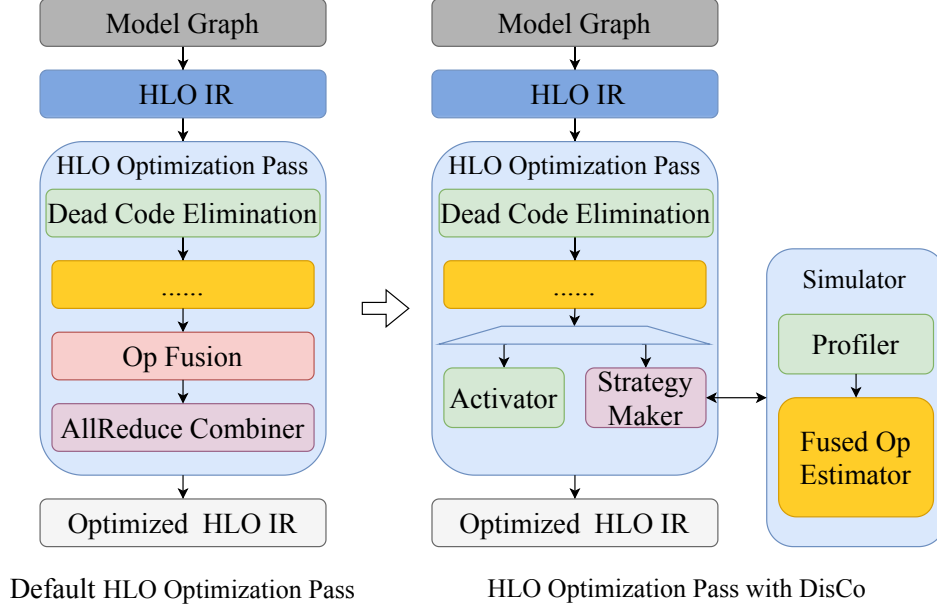 Model Graph
HLO IR
HLO Optimization Pass
Dead Code Elimination
......
Op Fusion
AllReduce Combiner
Optimized HLO IR
Default HLO Optimization Pass
Model Graph
HLO IR
HLO Optimization Pass
Dead Code Elimination
......
Activator
Strategy
Maker
Optimized HLO IR
Simulator
Profiler
Fused Op
Estimator
HLO Optimization Pass with DisCo